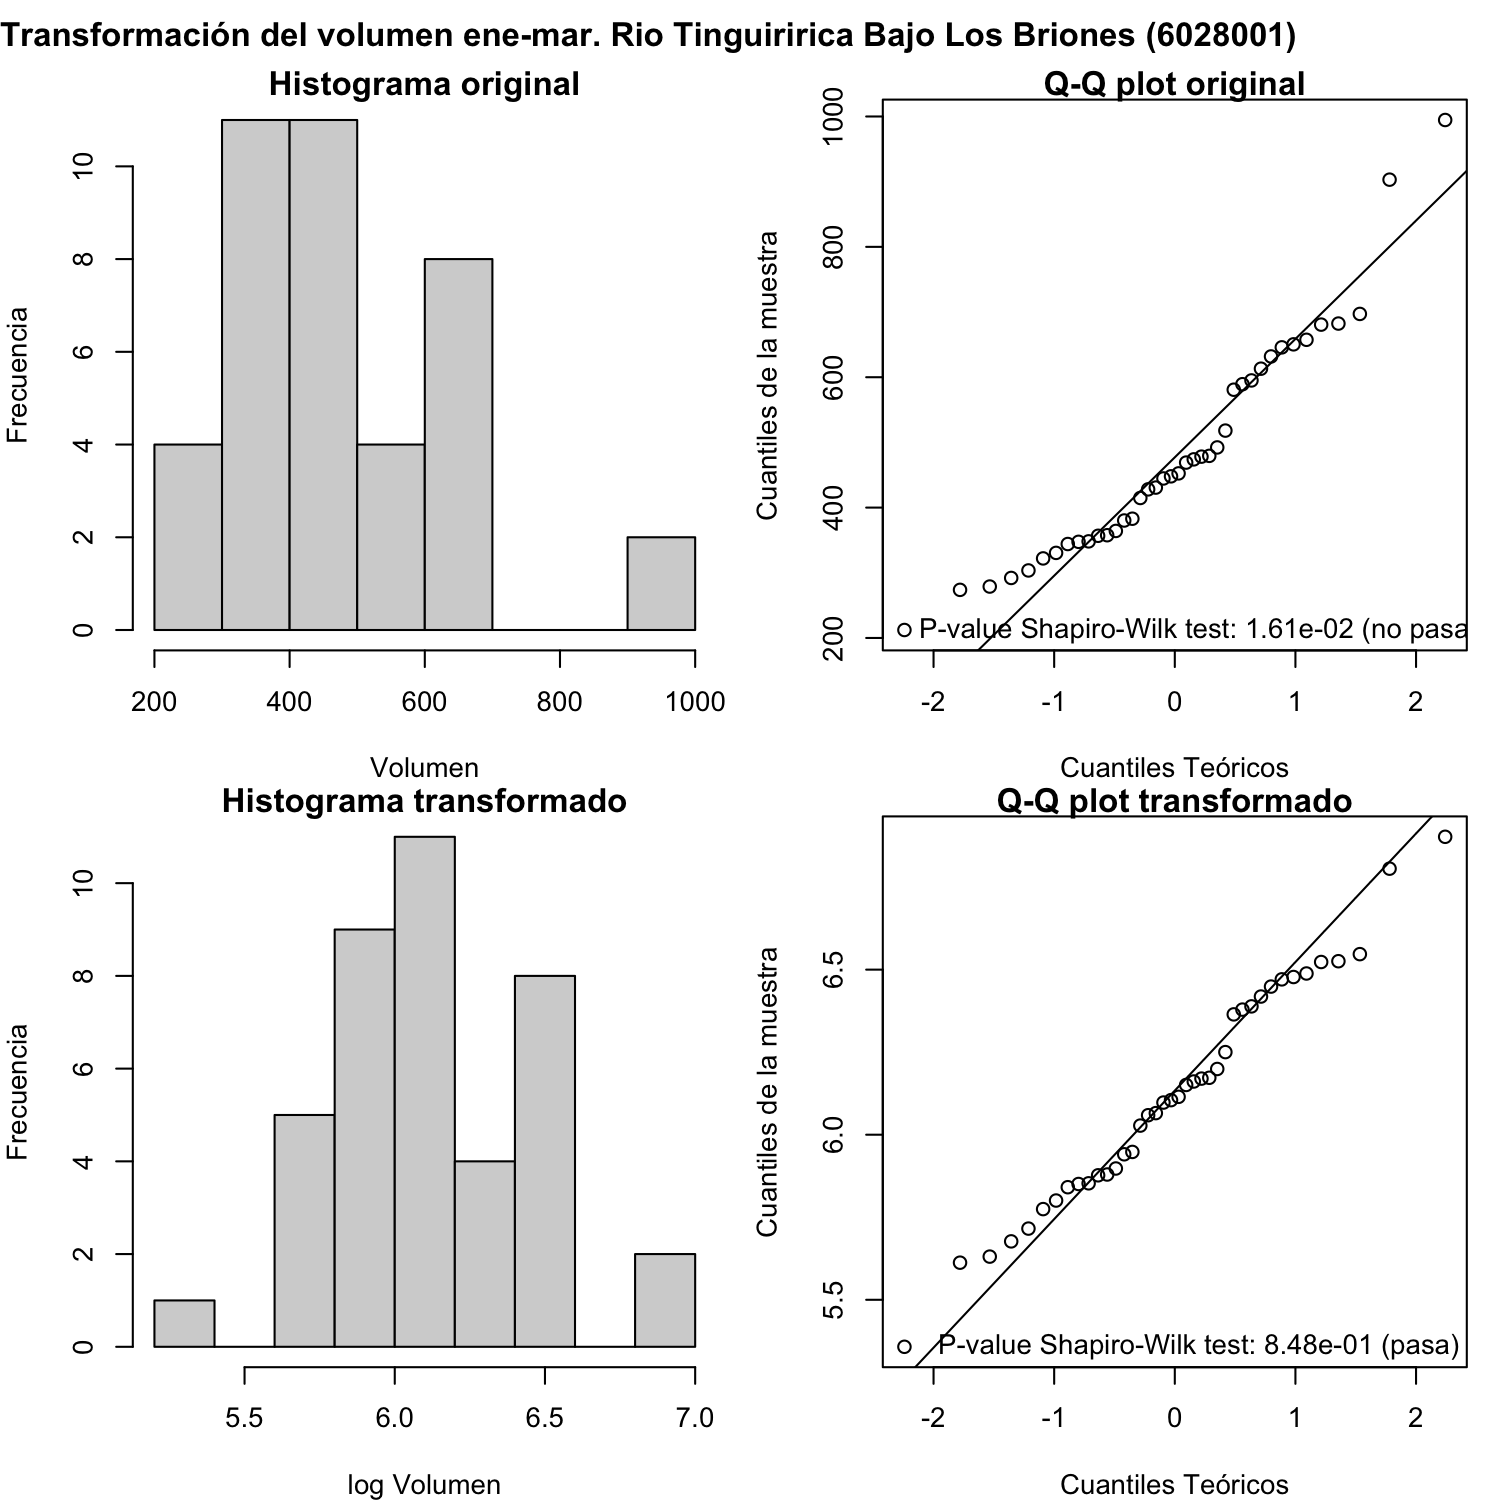 Transformación del volumen ene-mar. Rio Tinguiririca Bajo Los Briones (6028001)
Histograma original
Frecuencia
0 2 4 6 8 10
200 400 600 800 1000
Volumen
Q-Q plot original
Cuantiles de la muestra
200 400 600 800 1000
P-value Shapiro-Wilk test: 1.61e-02 (no pasa
-2 -1 0 1 2
Cuantiles Teóricos
Histograma transformado
Frecuencia
0 2 4 6 8 10
5.5 6.0 6.5 7.0
log Volumen
Q-Q plot transformado
Cuantiles de la muestra
5.5 6.0 6.5
P-value Shapiro-Wilk test: 8.48e-01 (pasa)
-2 -1 0 1 2
Cuantiles Teóricos